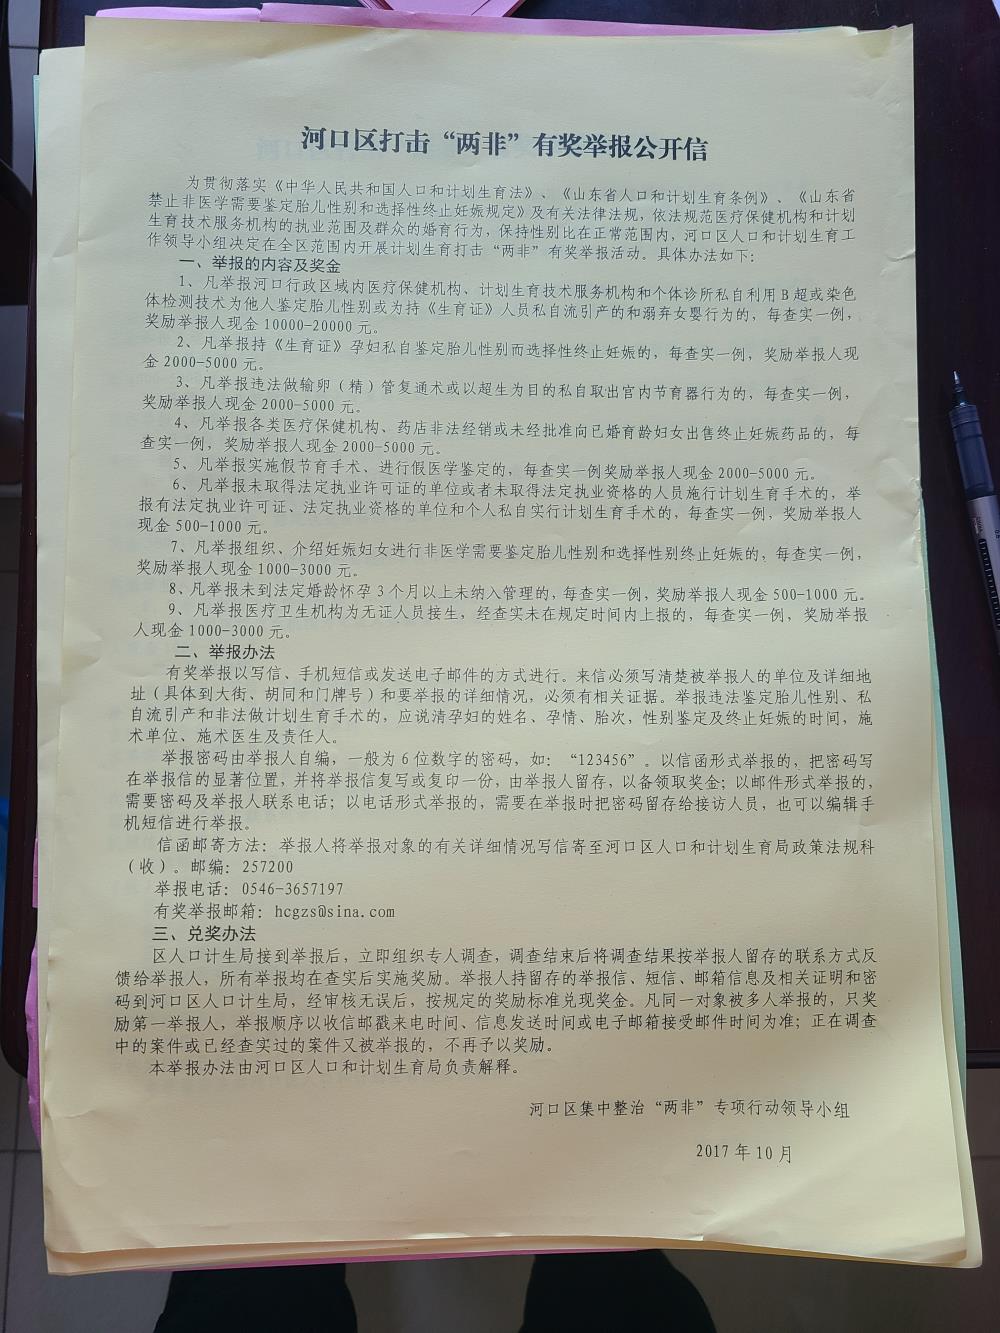 河口区打击“两非”有奖举报公开信
为贯彻落实《中华人民共和国人口和计划生育法》、《山东省人口和计划生育条例》、《山东省
禁止非医学需要鉴定胎儿性别和选择性终止妊娠规定》及有关法律法规，依法规范医疗保健机构和计划
生育技术服务机构的执业范围及群众的婚育行为，保持性别比在正常范围内，河口区人口和计划生育工
作领导小组决定在全区范围内开展计划生育打击“两非”有奖举报活动。具体办法如下：
一、举报的内容及奖金
1、凡举报河口行政区域内医疗保健机构、计划生育技术服务机构和个体诊所私自利用B超或染色
体检测技术为他人鉴定胎儿性别或为持《生育证》人员私自流引产的和溺弃女婴行为的，每查实一例，
奖励举报人现金10000-20000元。
2、凡举报持《生育证》孕妇私自鉴定胎儿性别而选择性终止妊娠的，每查实一例，奖励举报人现
金2000-5000元。
3、凡举报违法做输卵（精）管复通术或以超生为目的私自取出宫内节育器行为的，每查实一例，
奖励举报人现金2000-5000元。
4、凡举报各类医疗保健机构、药店非法经销或未经批准向已婚育龄妇女出售终止妊娠药品的，每
查实一例，奖励举报人现金2000-5000元。
5、凡举报实施假节育手术、进行假医学鉴定的，每查实一例奖励举报人现金2000-5000元。
6、凡举报未取得法定执业许可证的单位或者未取得法定执业资格的人员施行计划生育手术的，举
报有法定执业许可证、法定执业资格的单位和个人私自实行计划生育手术的，每查实一例，奖励举报人
现金500-1000元。
7、凡举报组织、介绍妊娠妇女进行非医学需要鉴定胎儿性别和选择性别终止妊娠的，每查实一例，
奖励举报人现金1000-3000元。
8、凡举报未到法定婚龄怀孕3个月以上未纳入管理的，每查实一例，奖励举报人现金500-1000元。
9、凡举报医疗卫生机构为无证人员接生，经查实未在规定时间内上报的，每查实一例，奖励举报
人现金1000-3000元。
二、举报办法
有奖举报以写信、手机短信或发送电子邮件的方式进行。来信必须写清楚被举报人的单位及详细地
址（具体到大街、胡同和门牌号）和要举报的详细情况，必须有相关证据。举报违法鉴定胎儿性别、私
自流引产和非法做计划生育手术的，应说清孕妇的姓名、孕情、胎次，性别鉴定及终止妊娠的时间，施
术单位、施术医生及责任人。
举报密码由举报人自编，一般为6位数字的密码，如：“123456”。以信函形式举报的，把密码写
在举报信的显著位置，并将举报信复写或复印一份，由举报人留存，以备领取奖金；以邮件形式举报的，
需要密码及举报人联系电话；以电话形式举报的，需要在举报时把密码留存给接访人员，也可以编辑手
机短信进行举报。
信函邮寄方法：举报人将举报对象的有关详细情况写信寄至河口区人口和计划生育局政策法规科
（收）。邮编：257200
举报电话：0546-3657197
有奖举报邮箱：hcgzs@sina.com
三、兑奖办法
区人口计生局接到举报后，立即组织专人调查，调查结束后将调查结果按举报人留存的联系方式反
馈给举报人，所有举报均在查实后实施奖励。举报人持留存的举报信、短信、邮箱信息及相关证明和密
码到河口区人口计生局，经审核无误后，按规定的奖励标准兑现奖金。凡同一对象被多人举报的，只奖
励第一举报人，举报顺序以收信邮戳来电时间、信息发送时间或电子邮箱接受邮件时间为准；正在调查
中的案件或已经查实过的案件又被举报的，不再予以奖励。
本举报办法由河口区人口和计划生育局负责解释。
河口区集中整治“两非”专项行动领导小组
2017年10月